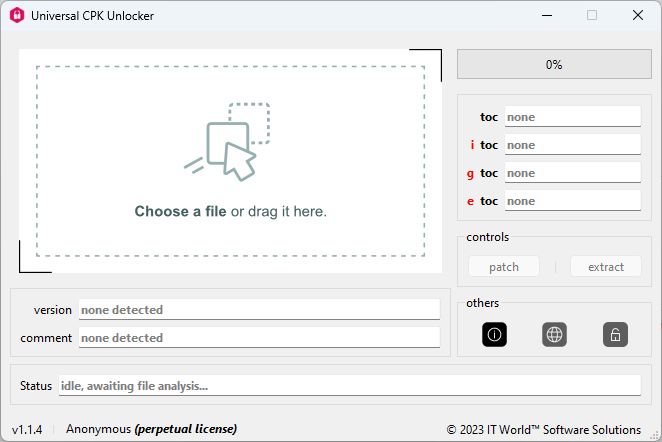 Universal CPK Unlocker
Choose a file or drag it here.
0%
toc none
i toc none
g toc none
e toc none
controls
patch | extract
version none detected
comment none detected
others
Status idle, awaiting file analysis...
v1.1.4 Anonymous (perpetual license) © 2023 IT World™ Software Solutions